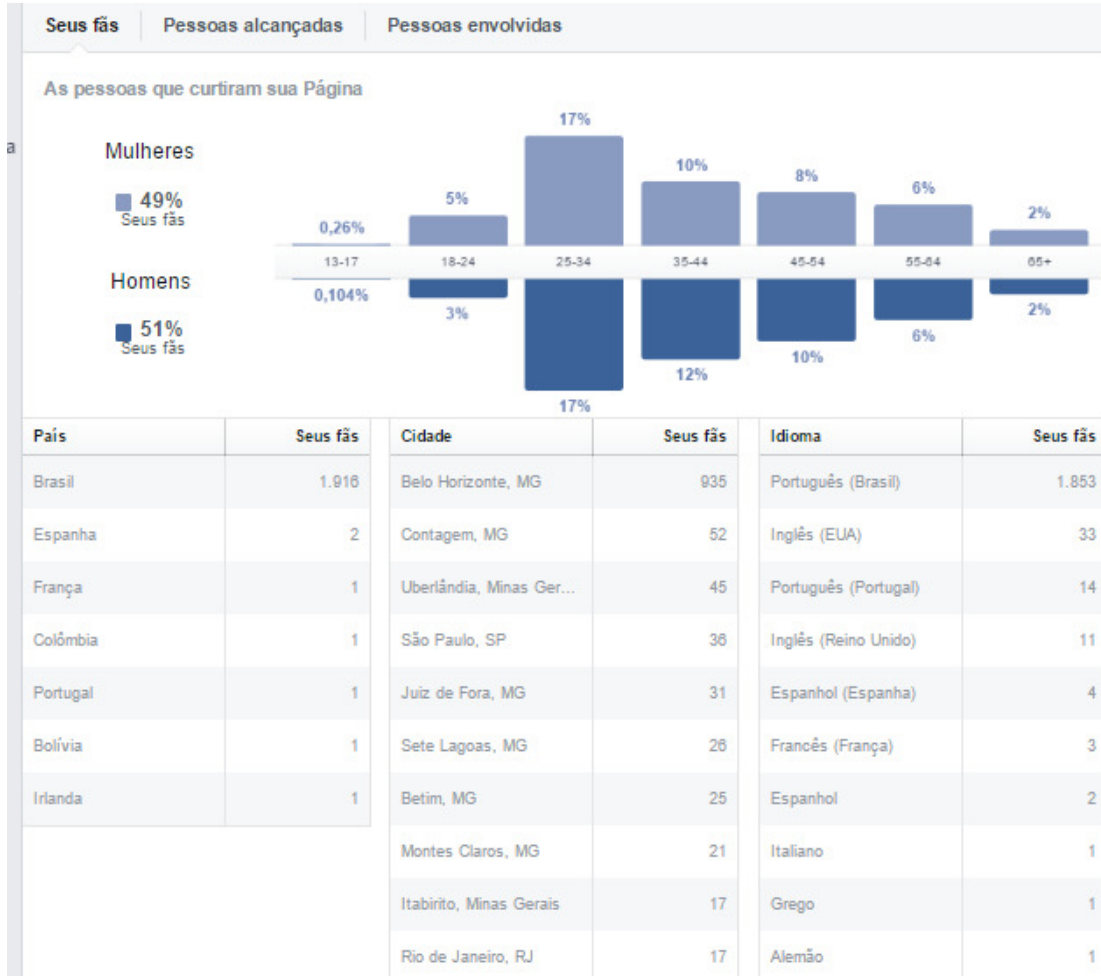 Seus fãs Pessoas alcançadas Pessoas envolvidas
As pessoas que curtiram sua Página
a
Mulheres
49%
Seus fãs
Homens
51%
Seus fãs
0,26% 5% 17% 10% 8% 6% 2%
13-17 18-24 25-34 35-44 45-54 55-64 65+
0,104% 3% 17% 12% 10% 6% 2%
País Seus fãs
Brasil 1.916
Espanha 2
França 1
Colômbia 1
Portugal 1
Bolívia 1
Irlanda 1
Cidade Seus fãs
Belo Horizonte, MG 935
Contagem, MG 52
Uberlândia, Minas Ger... 45
São Paulo, SP 36
Juiz de Fora, MG 31
Sete Lagoas, MG 26
Betim, MG 25
Montes Claros, MG 21
Itabirito, Minas Gerais 17
Rio de Janeiro, RJ 17
Idioma Seus fãs
Português (Brasil) 1.853
Inglês (EUA) 33
Português (Portugal) 14
Inglês (Reino Unido) 11
Espanhol (Espanha) 4
Francês (França) 3
Espanhol 2
Italiano 1
Grego 1
Alemão 1